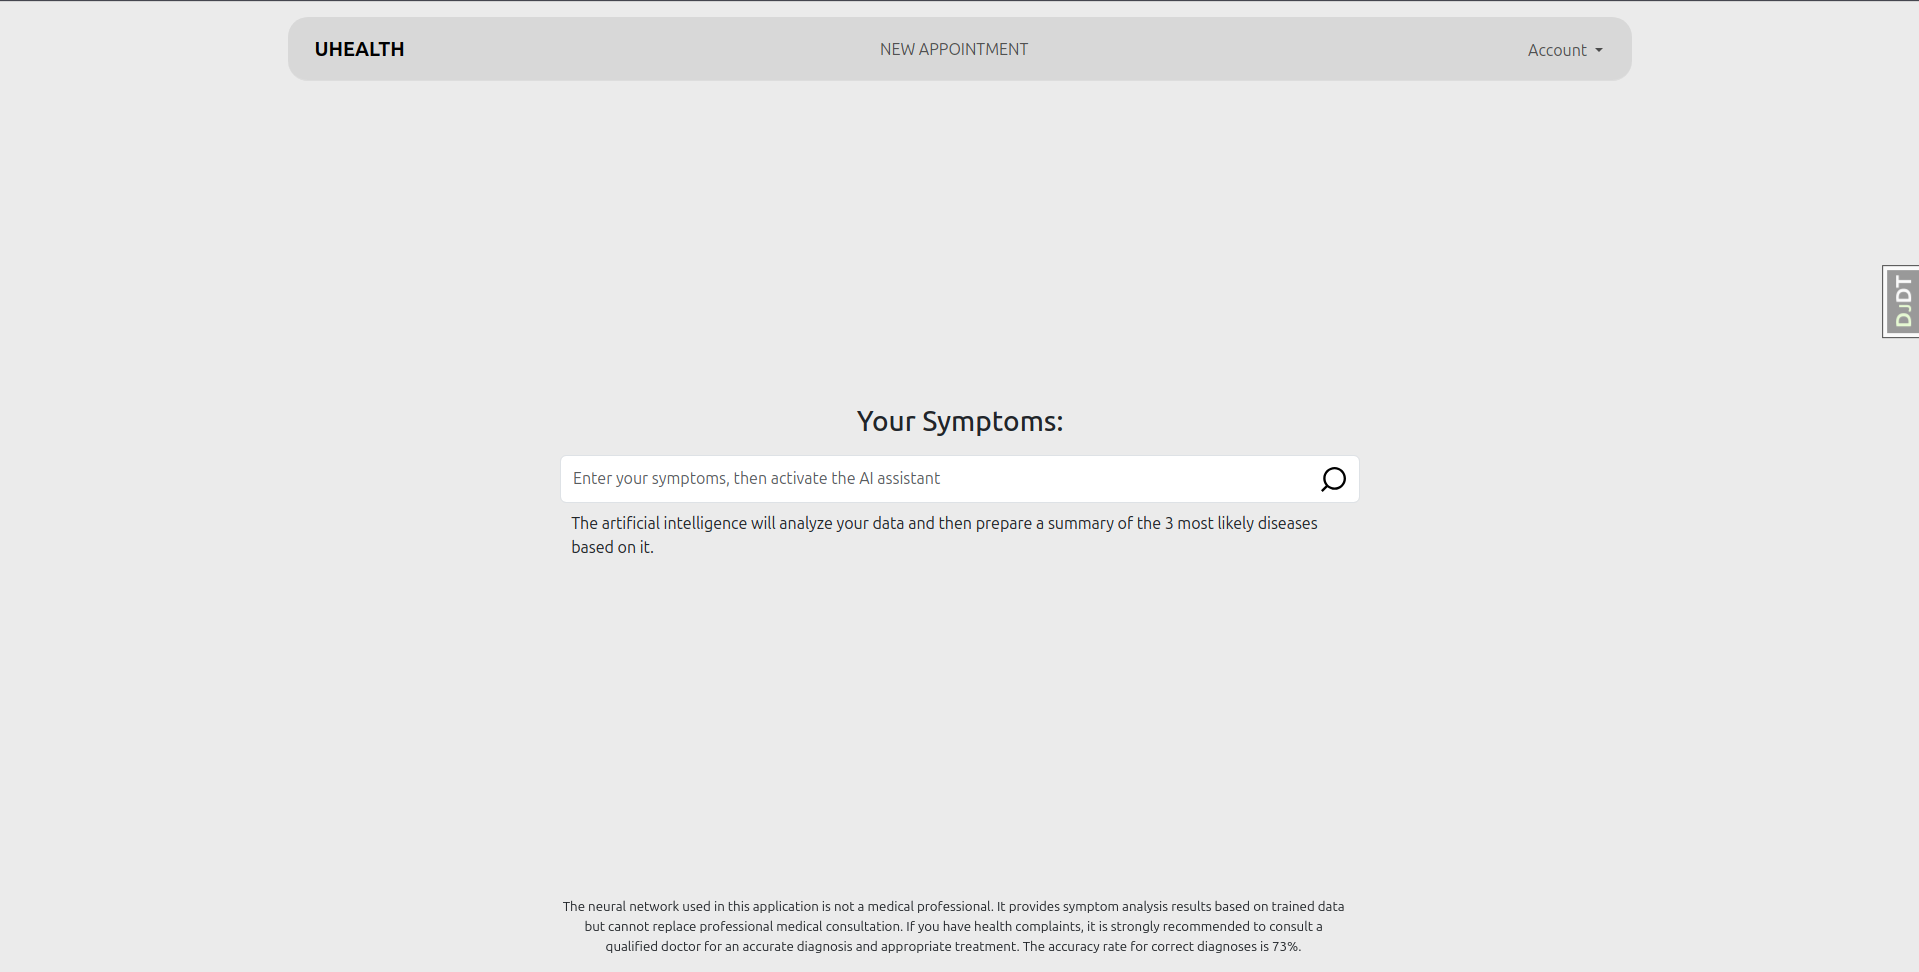 UHEALTH
NEW APPOINTMENT
Account
DJDT
Your Symptoms:
Enter your symptoms, then activate the AI assistant
The artificial intelligence will analyze your data and then prepare a summary of the 3 most likely diseases
based on it.
The neural network used in this application is not a medical professional. It provides symptom analysis results based on trained data
but cannot replace professional medical consultation. If you have health complaints, it is strongly recommended to consult a
qualified doctor for an accurate diagnosis and appropriate treatment. The accuracy rate for correct diagnoses is 73%.